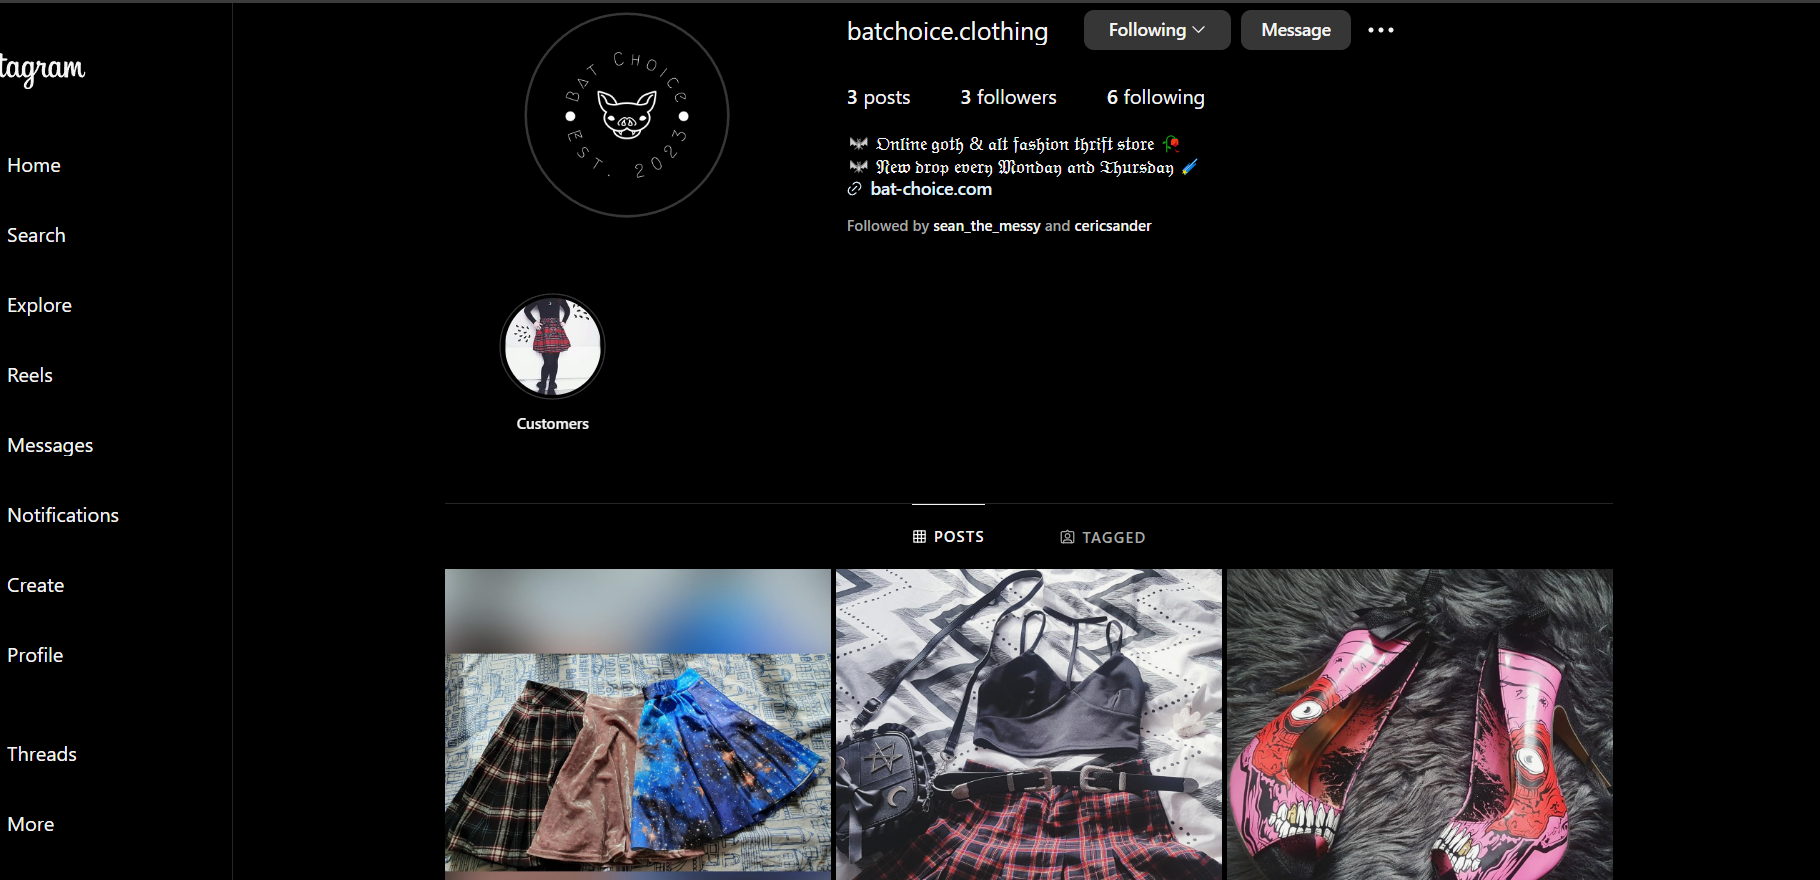 tagram
Home
Search
Explore
Reels
Messages
Notifications
Create
Profile
Threads
More
BAT CHOICE
EST. 2023
batchoice.clothing
Following
Message
3 posts
3 followers
6 following
𝔒𝔫𝔩𝔦𝔫𝔢 𝔤𝔬𝔱𝔥 & 𝔞𝔩𝔱 𝔣𝔞𝔰𝔥𝔦𝔬𝔫 𝔱𝔥𝔯𝔦𝔣𝔱 𝔰𝔱𝔬𝔯𝔢
𝔑𝔢𝔴 𝔡𝔯𝔬𝔭 𝔢𝔳𝔢𝔯𝔶 𝔐𝔬𝔫𝔡𝔞𝔶 𝔞𝔫𝔡 𝔗𝔥𝔲𝔯𝔰𝔡𝔞𝔶
bat-choice.com
Followed by sean_the_messy and cericsander
Customers
POSTS
TAGGED